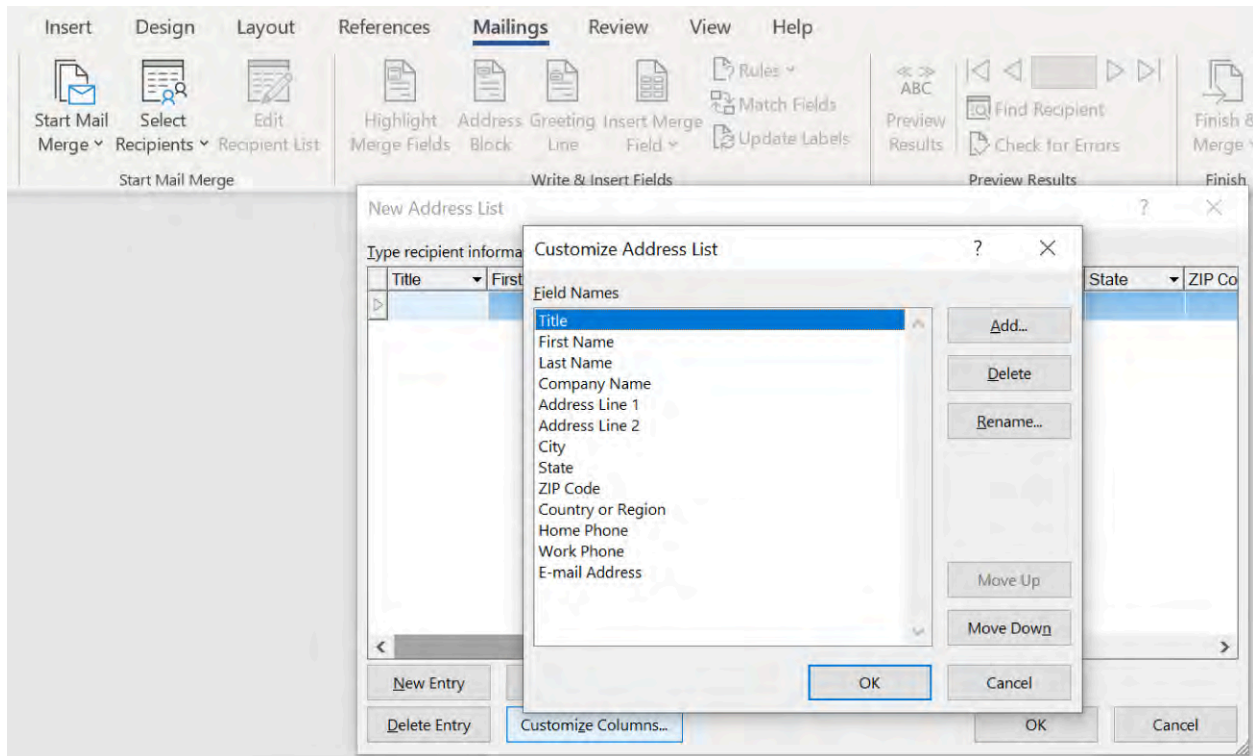 Insert Design Layout References Mailings Review View Help
Start Mail Merge
Select Recipients
Edit Recipient List
Start Mail Merge
Highlight Merge Fields
Address Block
Greeting Line
Insert Merge Field
Rules
Match Fields
Update Labels
Write & Insert Fields
ABC
Preview Results
Find Recipient
Check for Errors
Preview Results
Finish &
Merge
Finish
New Address List ?
Type recipient informa
Title First State ZIP Co
Customize Address List ?
Field Names
Title
First Name
Last Name
Company Name
Address Line 1
Address Line 2
City
State
ZIP Code
Country or Region
Home Phone
Work Phone
E-mail Address
Add...
Delete
Rename...
Move Up
Move Down
OK Cancel
New Entry
Delete Entry Customize Columns... OK Cancel